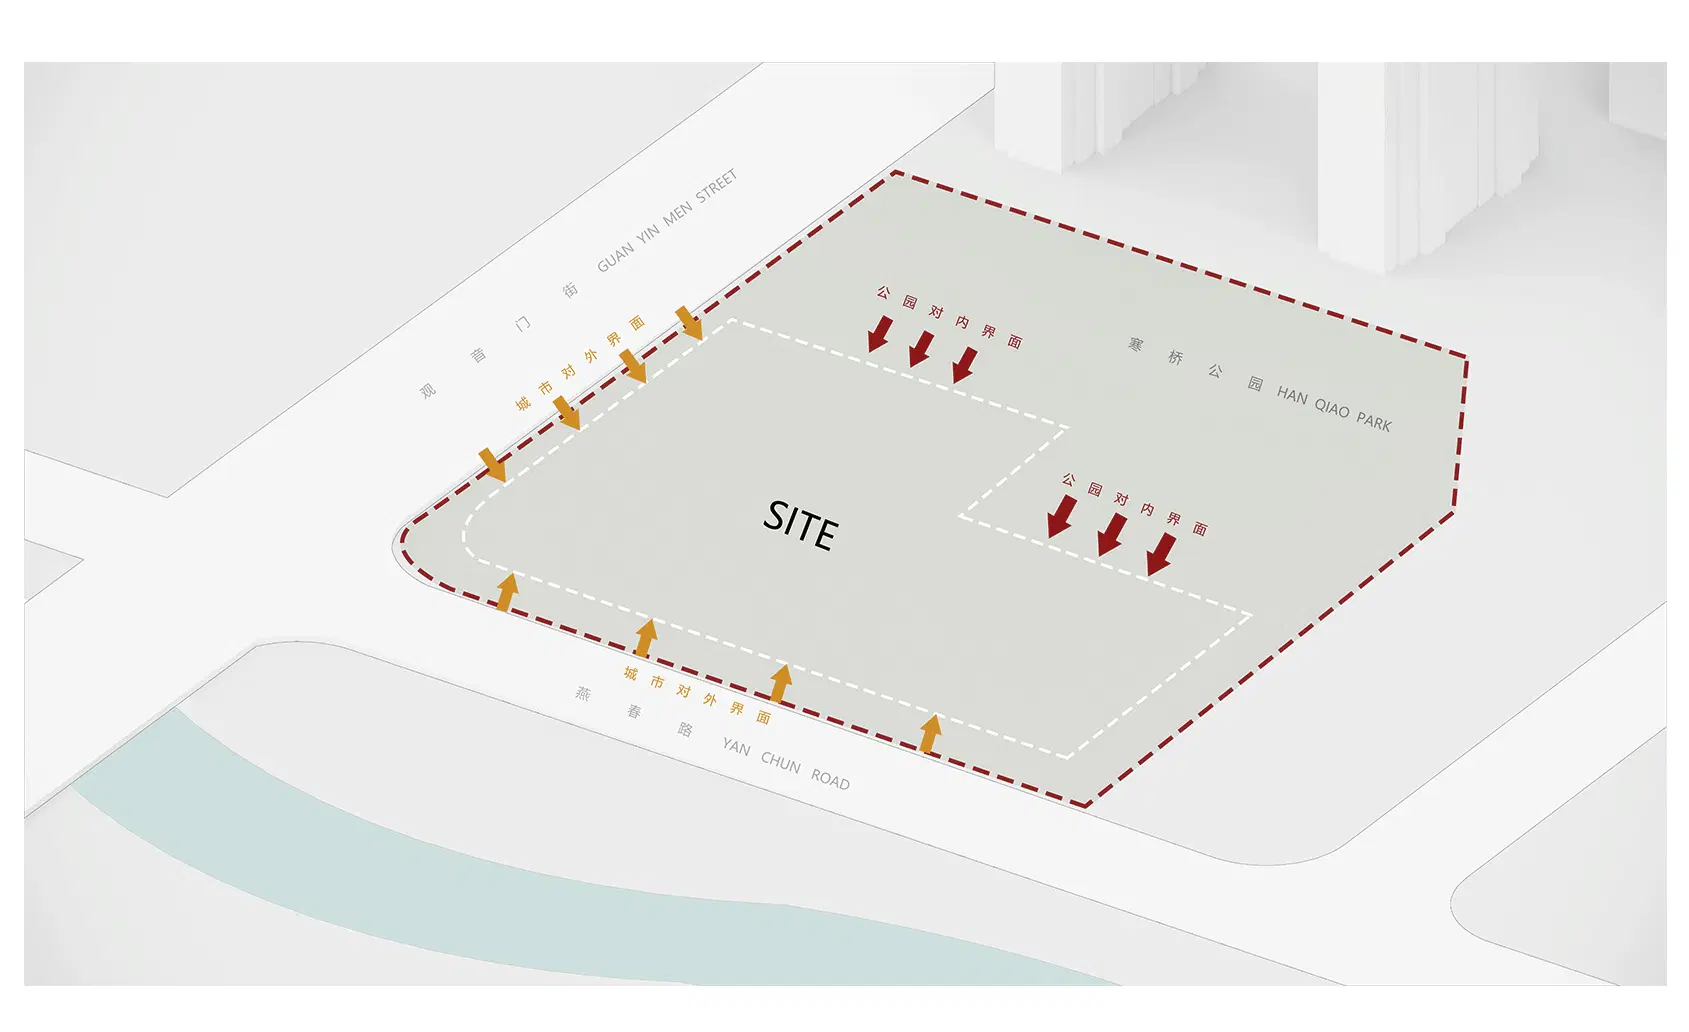 观音门街 GUAN YIN MEN STREET
城市对外界面
公园对内界面
寒桥公园 HAN QIAO PARK
公园对内界面
SITE
城市对外界面
燕春路 YAN CHUN ROAD